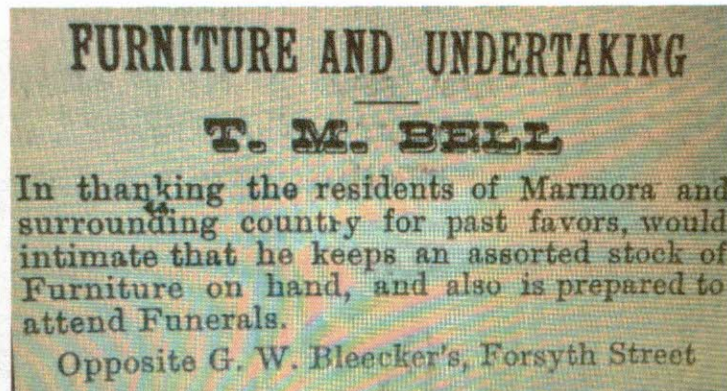 FURNITURE AND UNDERTAKING
T. M. BELL
In thanking the residents of Marmora and
surrounding country for past favors, would
intimate that he keeps an assorted stock of
Furniture on hand, and also is prepared to
attend Funerals.
Opposite G. W. Bleecker's, Forsyth Street